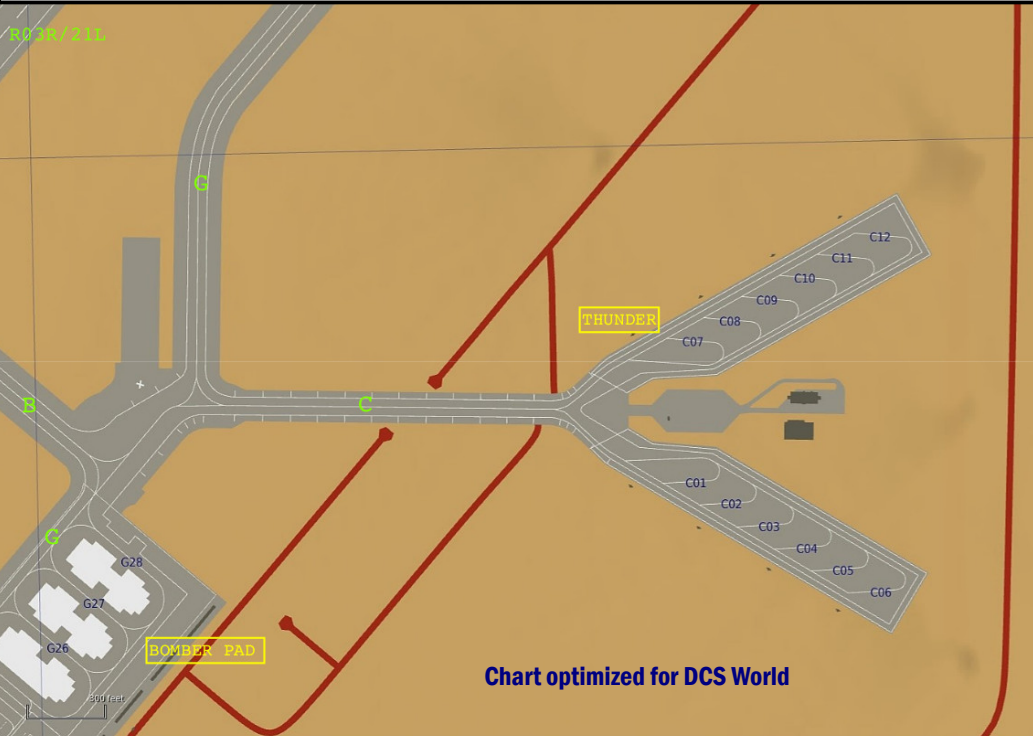 R03R/21L
G
C12
C11
C10
C09
THUNDER
C08
C07
B
C
C01
C02
C03
G
C04
G28
C05
C06
G27
G26
BOMBER PAD
Chart optimized for DCS World
300 feet